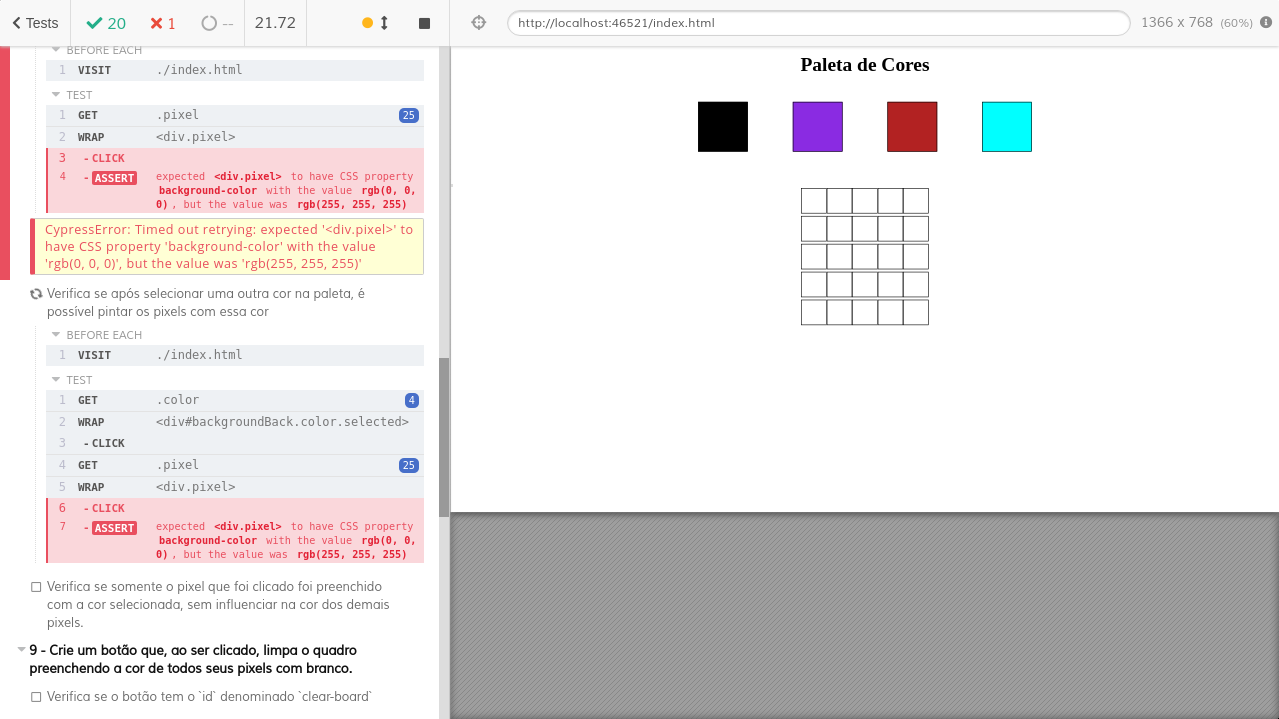 Tests
20
1
--
21.72
http://localhost:46521/index.html
1366 x 768 (60%)
BEFORE EACH
1 VISIT ./index.html
TEST
1 GET .pixel 25
2 WRAP <div.pixel>
3 - CLICK
4 - ASSERT expected <div.pixel> to have CSS property
background-color with the value rgb(0, 0,
0), but the value was rgb(255, 255, 255)
CypressError: Timed out retrying: expected '<div.pixel>' to
have CSS property 'background-color' with the value
'rgb(0, 0, 0)', but the value was 'rgb(255, 255, 255)'
Verifica se após selecionar uma outra cor na paleta, é
possível pintar os pixels com essa cor
BEFORE EACH
1 VISIT ./index.html
TEST
1 GET .color 4
2 WRAP <div#backgroundBack.color.selected>
3 - CLICK
4 GET .pixel 25
5 WRAP <div.pixel>
6 - CLICK
7 - ASSERT expected <div.pixel> to have CSS property
background-color with the value rgb(0, 0,
0), but the value was rgb(255, 255, 255)
Verifica se somente o pixel que foi clicado foi preenchido
com a cor selecionada, sem influenciar na cor dos demais
pixels.
9 - Crie um botão que, ao ser clicado, limpa o quadro
preenchendo a cor de todos seus pixels com branco.
Verifica se o botão tem o `id` denominado `clear-board`
Paleta de Cores